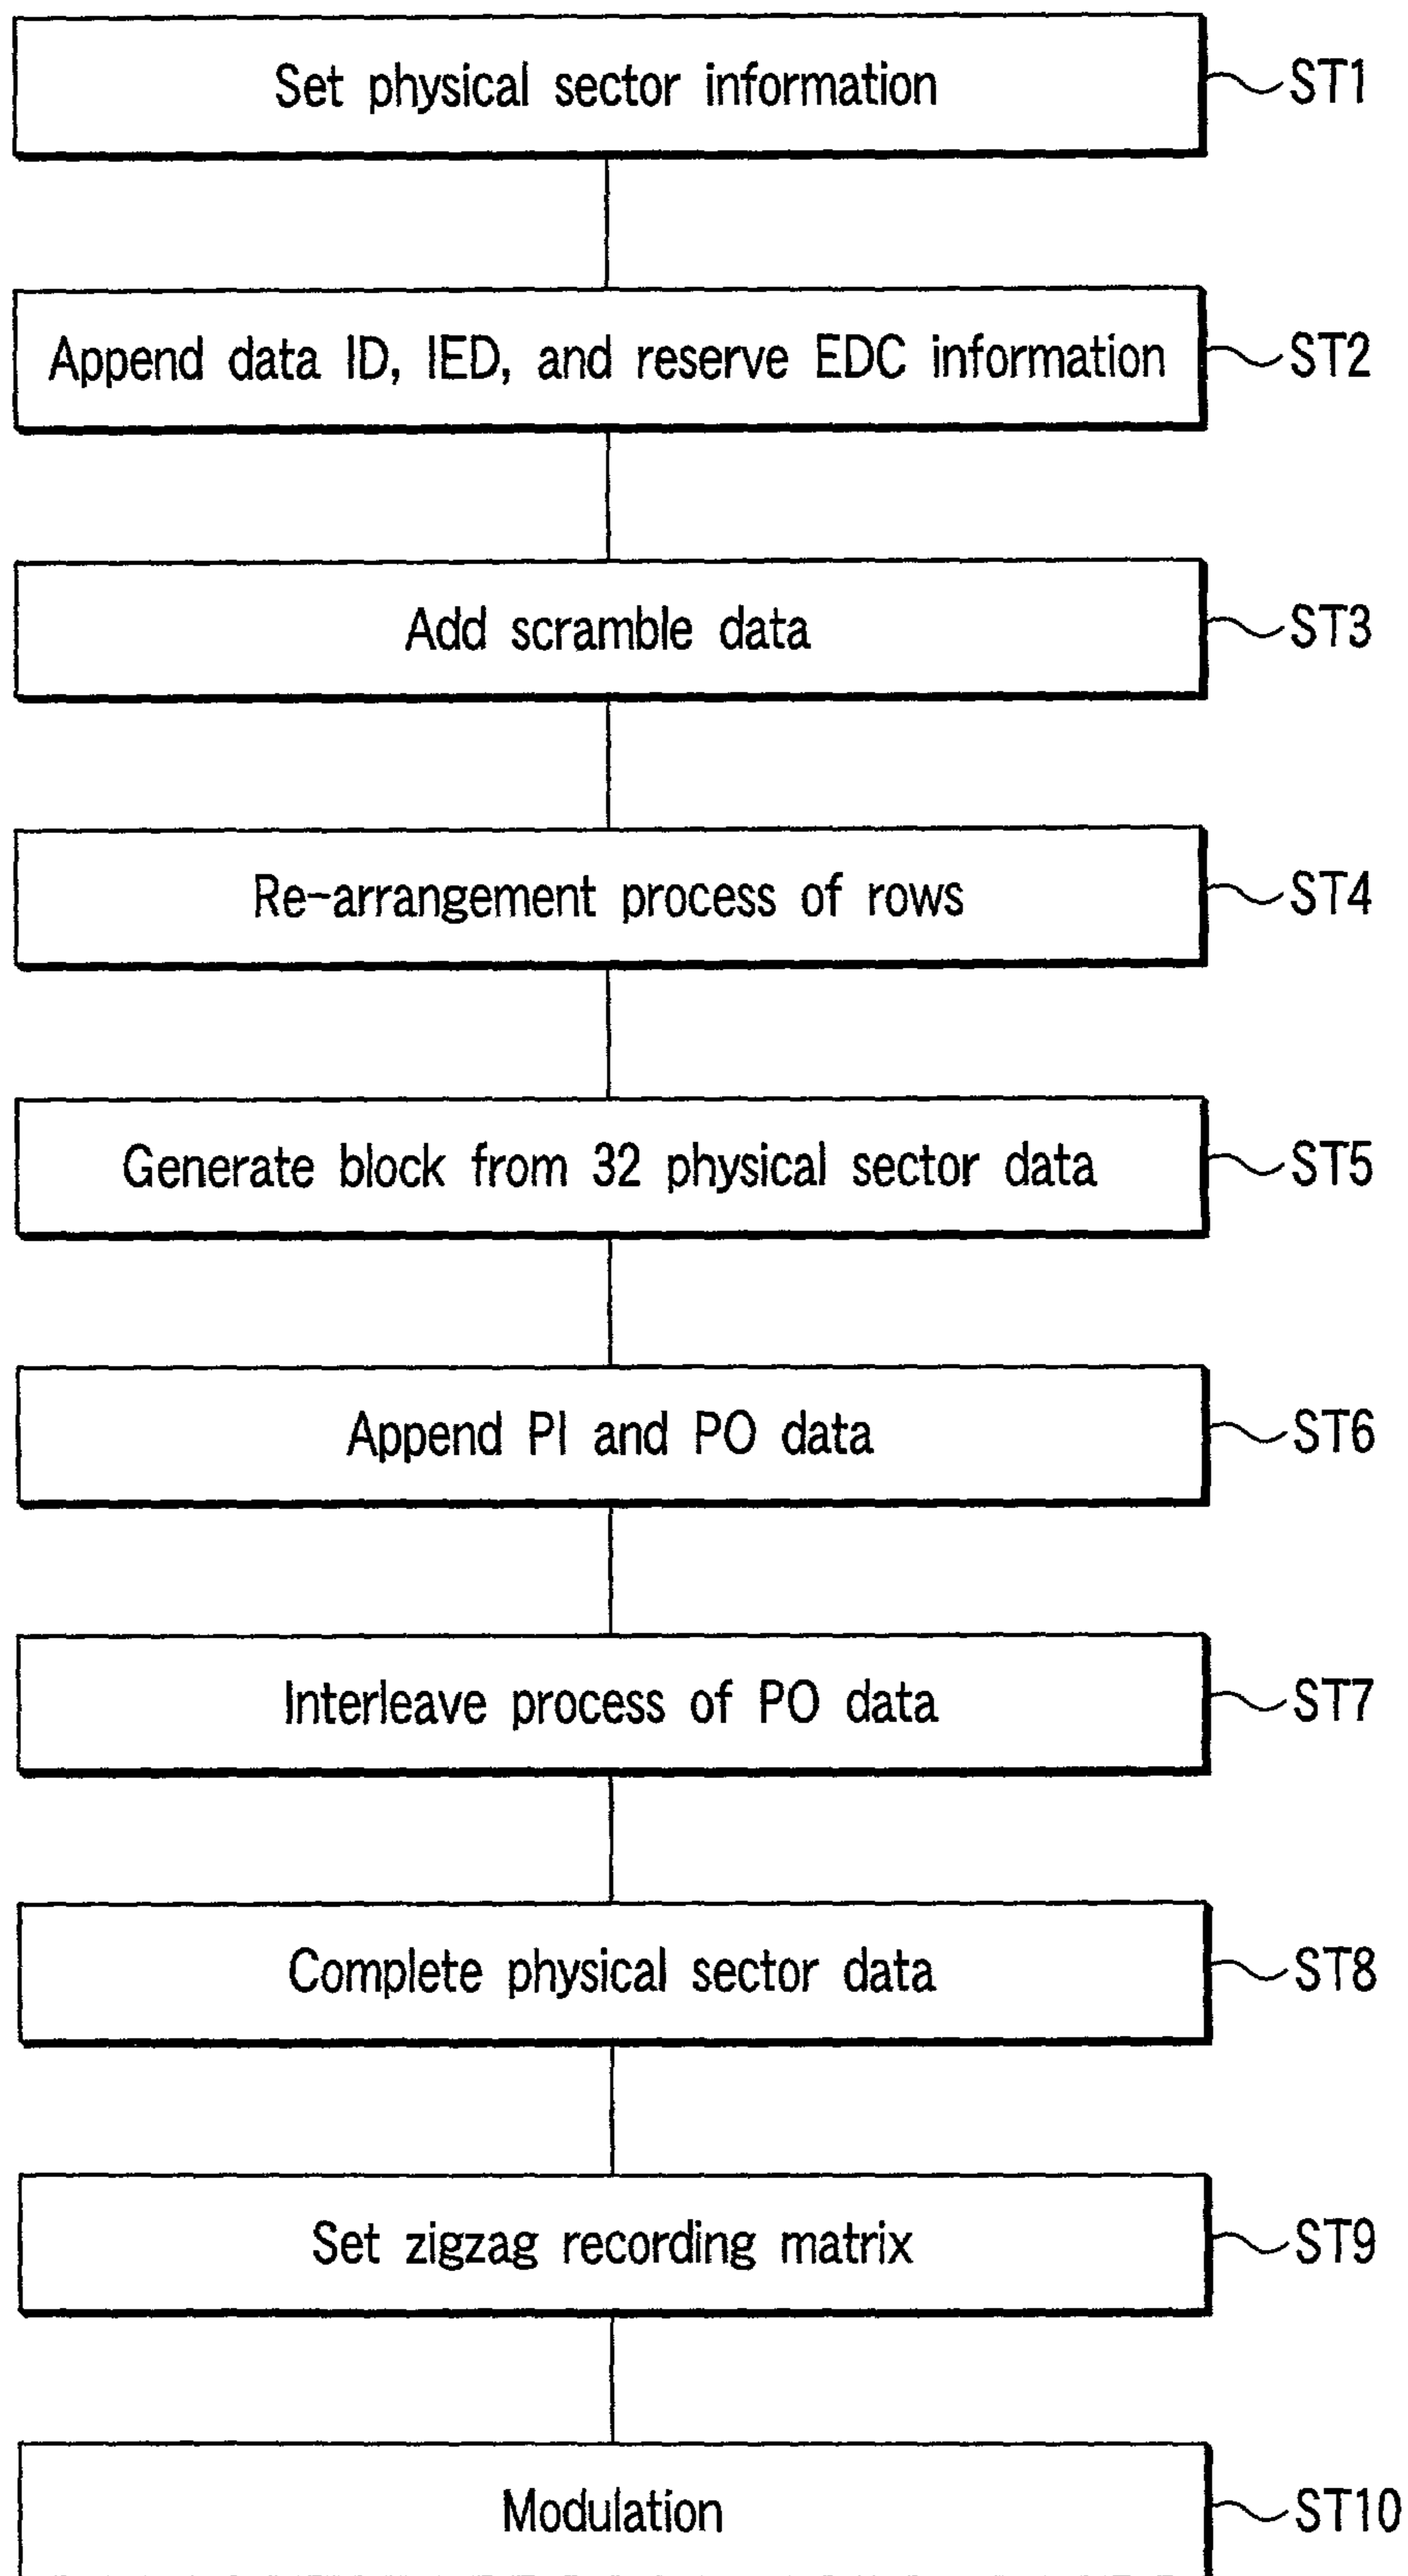 Set physical sector information ST1
Append data ID, IED, and reserve EDC information ST2
Add scramble data ST3
Re-arrangement process of rows ST4
Generate block from 32 physical sector data ST5
Append PI and PO data ST6
Interleave process of PO data ST7
Complete physical sector data ST8
Set zigzag recording matrix ST9
Modulation ST10